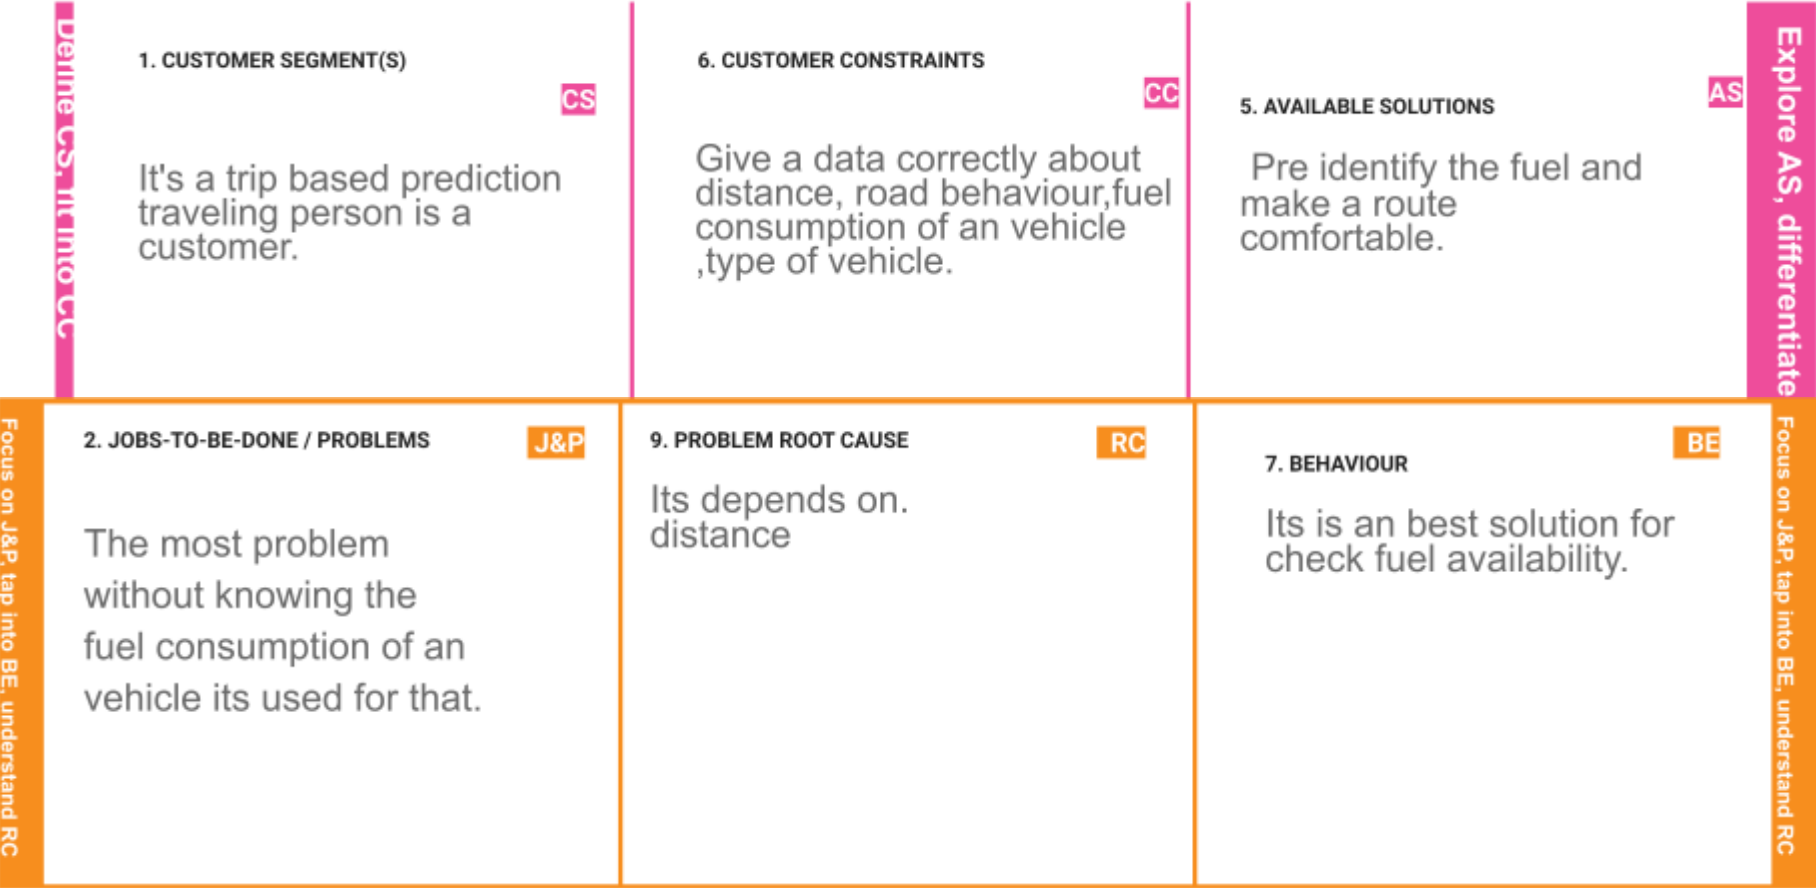 Define CS, fit into CC
1. CUSTOMER SEGMENT(S)
CS
It's a trip based prediction
traveling person is a
customer.
6. CUSTOMER CONSTRAINTS
CC
Give a data correctly about
distance, road behaviour,fuel
consumption of an vehicle
,type of vehicle.
5. AVAILABLE SOLUTIONS
AS
Pre identify the fuel and
make a route
comfortable.
Explore AS, differentiate
Focus on J&P, tap into BE, understand RC
2. JOBS-TO-BE-DONE / PROBLEMS
J&P
The most problem
without knowing the
fuel consumption of an
vehicle its used for that.
9. PROBLEM ROOT CAUSE
RC
Its depends on.
distance
7. BEHAVIOUR
BE
Its is an best solution for
check fuel availability.
Focus on J&P, tap into BE, understand RC